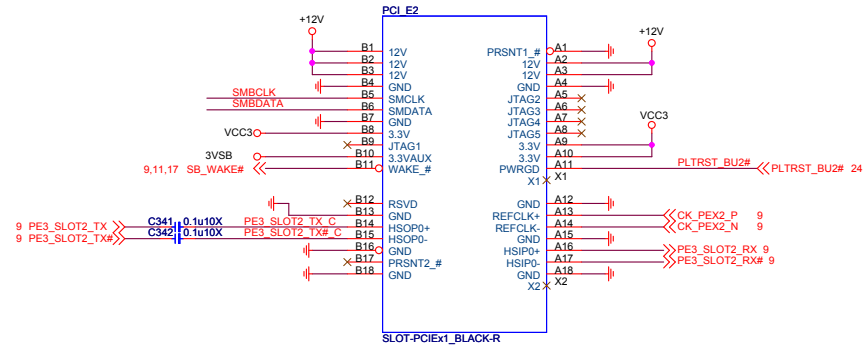 PCI_E2
+12V +12V
B1 12V PRSNT1_# A1
B2 12V 12V A2
B3 12V 12V A3
B4 GND GND A4
SMBCLK B5 SMCLK JTAG2 A5
SMBDATA B6 SMDATA JTAG3 A6
B7 GND JTAG4 A7 VCC3
VCC3 B8 3.3V JTAG5 A8
B9 JTAG1 3.3V A9
3VSB B10 3.3VAUX 3.3V A10
9,11,17 SB_WAKE# B11 WAKE_# PWRGD A11 PLTRST_BU2# PLTRST_BU2# 24
X1 X1
B12 RSVD GND A12
B13 GND REFCLK+ A13 CK_PEX2_P 9
9 PE3_SLOT2_TX C341 0.1u10X PE3_SLOT2_TX_C B14 HSOP0+ REFCLK- A14 CK_PEX2_N 9
9 PE3_SLOT2_TX# C342 0.1u10X PE3_SLOT2_TX#_C B15 HSOP0- GND A15
B16 GND HSIP0+ A16 PE3_SLOT2_RX 9
B17 PRSNT2_# HSIP0- A17 PE3_SLOT2_RX# 9
B18 GND GND A18
X2 X2
SLOT-PCIEx1_BLACK-R